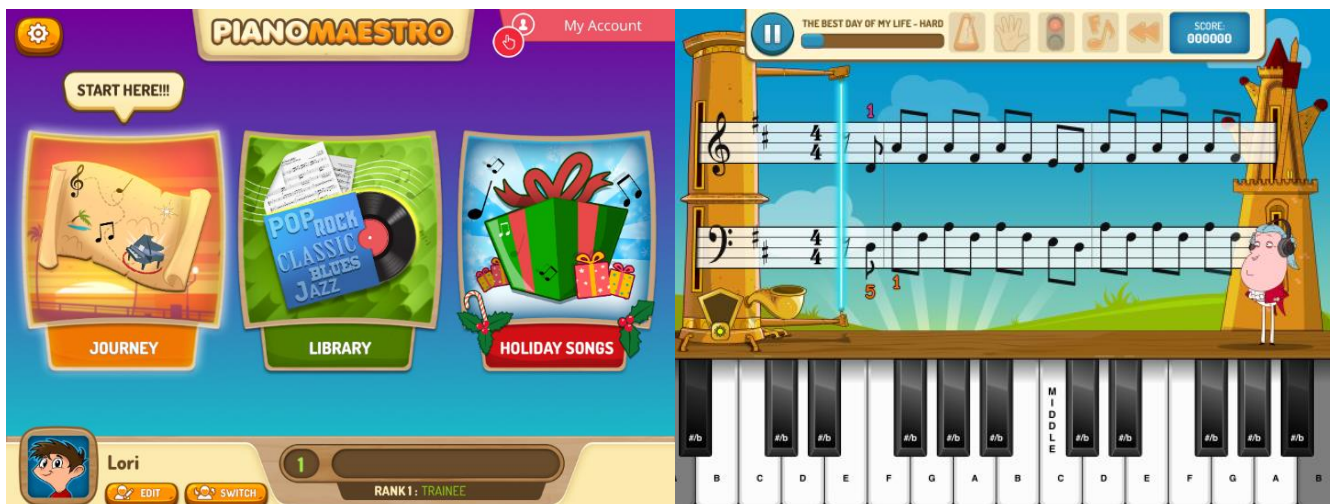 PIANOMAESTRO
My Account
START HERE!!!
POP ROCK
CLASSIC
BLUES
JAZZ
JOURNEY
LIBRARY
HOLIDAY SONGS
Lori
EDIT
SWITCH
1
RANK 1 : TRAINEE
THE BEST DAY OF MY LIFE - HARD
SCORE:
000000
1
4
4
4
4
5
1
#/b #/b #/b #/b #/b #/b #/b #/b #/b #/b #/b
MIDDLE
B C D E F G A B C D E F G A B